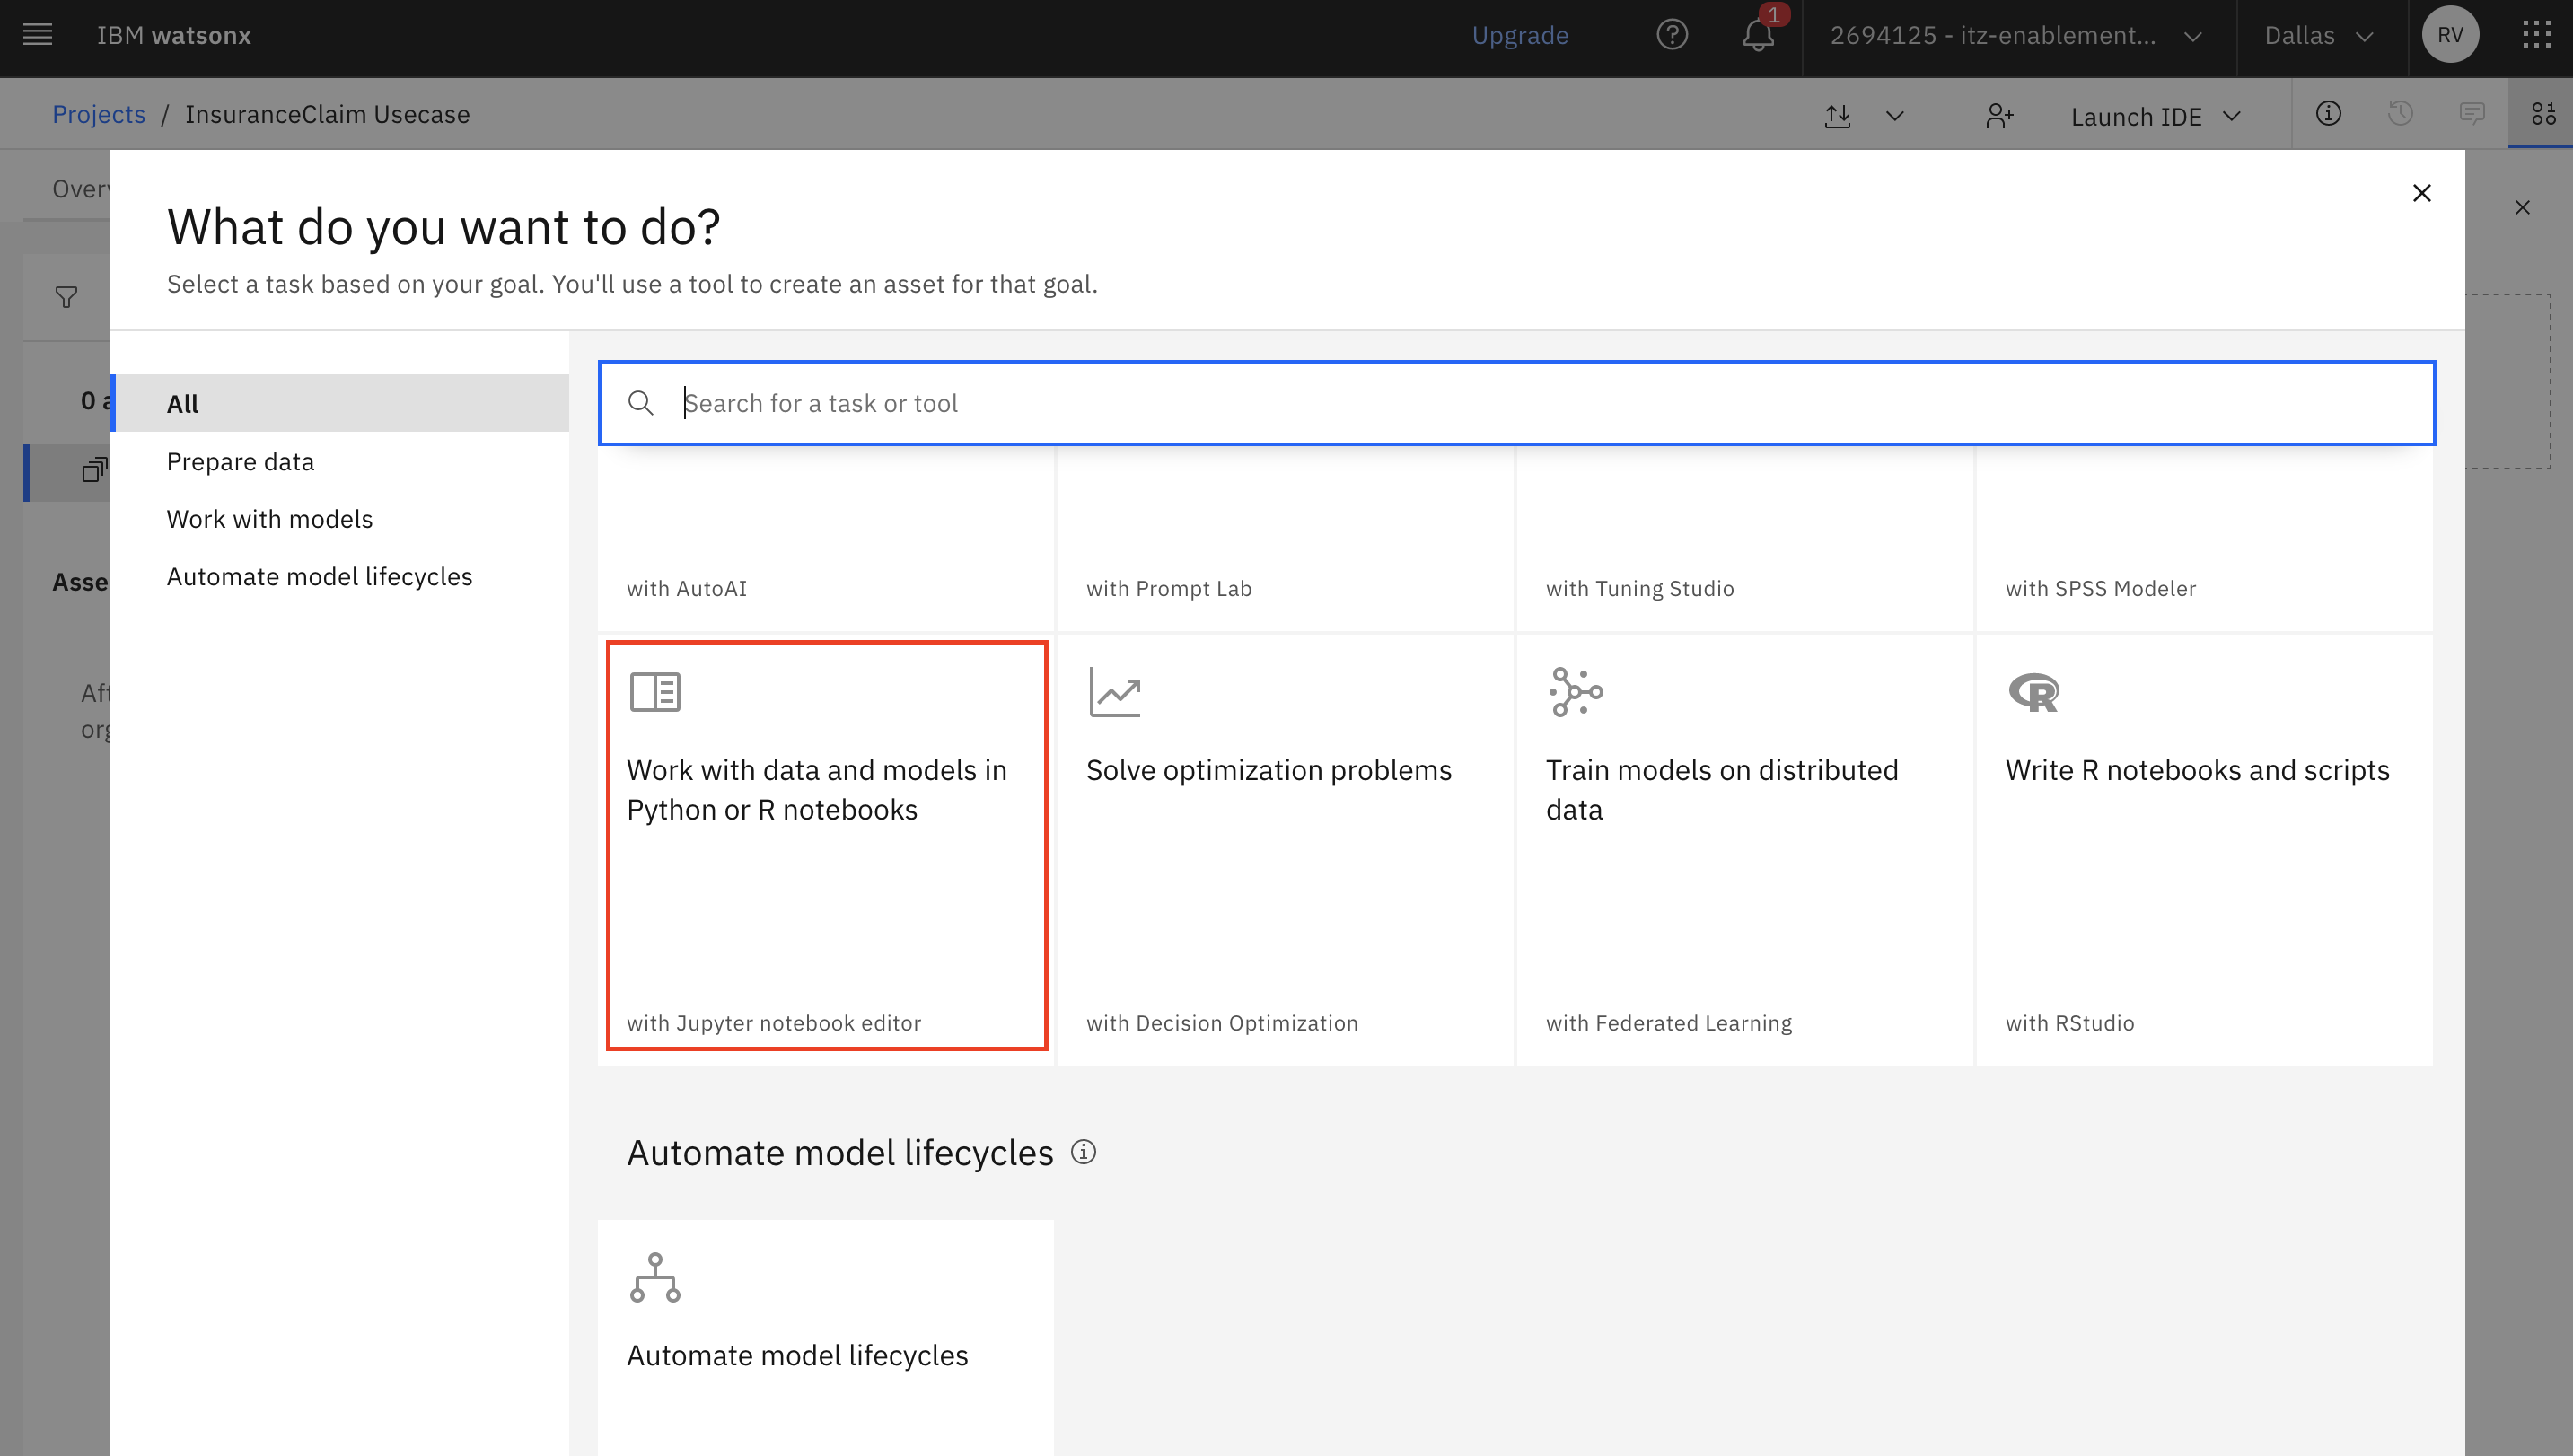 IBM watsonx
Upgrade
1
2694125 - itz-enablement...
Dallas
RV
Projects / InsuranceClaim Usecase
Launch IDE
What do you want to do?
Select a task based on your goal. You'll use a tool to create an asset for that goal.
All
Prepare data
Work with models
Automate model lifecycles
Search for a task or tool
with AutoAI
with Prompt Lab
with Tuning Studio
with SPSS Modeler
Work with data and models in
Python or R notebooks
with Jupyter notebook editor
Solve optimization problems
with Decision Optimization
Train models on distributed
data
with Federated Learning
R
Write R notebooks and scripts
with RStudio
Automate model lifecycles
Automate model lifecycles